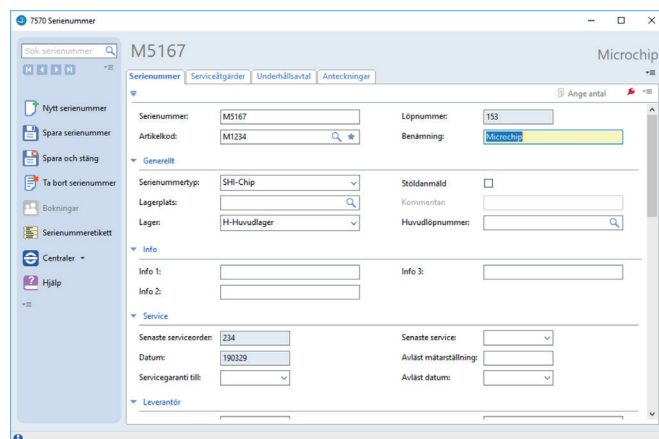 7570 Serienummer
Sök serienummer
M5167
Microchip
Serienummer Serviceåtgärder Underhållsavtal Anteckningar
Ange antal
Nytt serienummer
Spara serienummer
Spara och stäng
Ta bort serienummer
Bokningar
Serienummeretikett
Centraler
Hjälp
Serienummer: M5167 Löpnummer: 153
Artikelkod: M1234 Benämning: Microchip
Generellt
Serienummertyp: SHI-Chip Stöldanmäld
Lagerplats: Kommentar:
Lager: H-Huvudlager Huvudlöpnummer:
Info
Info 1: Info 3:
Info 2:
Service
Senaste serviceorder: 234 Senaste service:
Datum: 190329 Avläst mätarställning:
Servicegaranti till: Avläst datum:
Leverantör